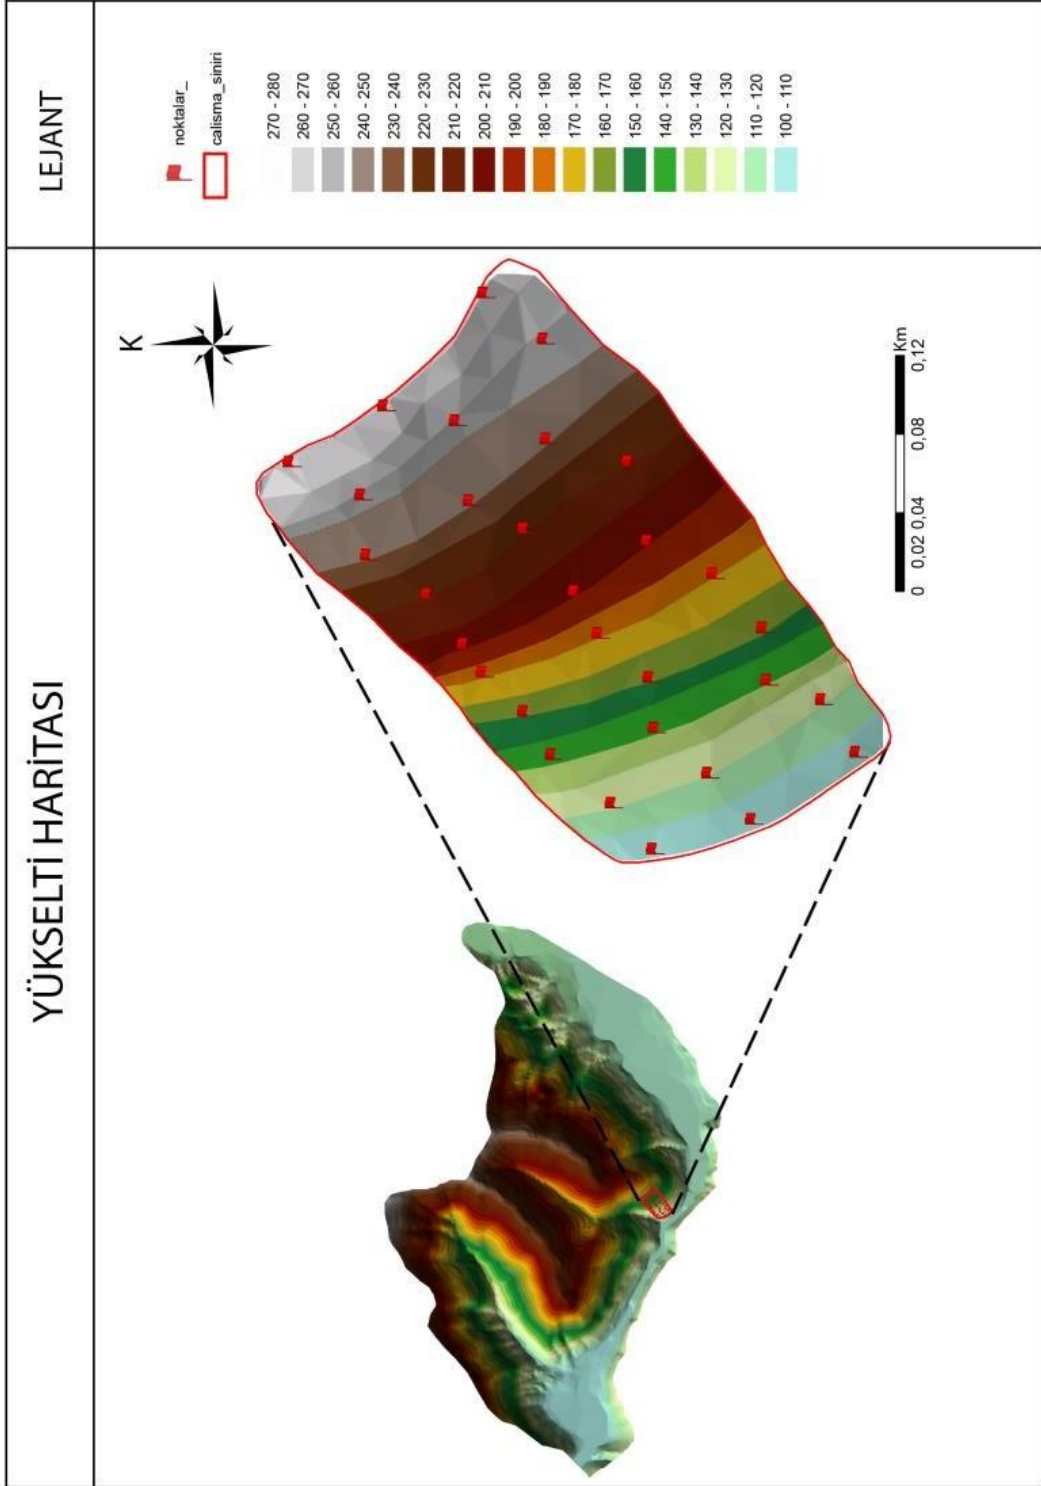 YÜKSELTİ HARİTASI
LEJANT
K
noktalar_
calisma_siniri
270 - 280
260 - 270
250 - 260
240 - 250
230 - 240
220 - 230
210 - 220
200 - 210
190 - 200
180 - 190
170 - 180
160 - 170
150 - 160
140 - 150
130 - 140
120 - 130
110 - 120
100 - 110
Km
0 0,02 0,04 0,08 0,12